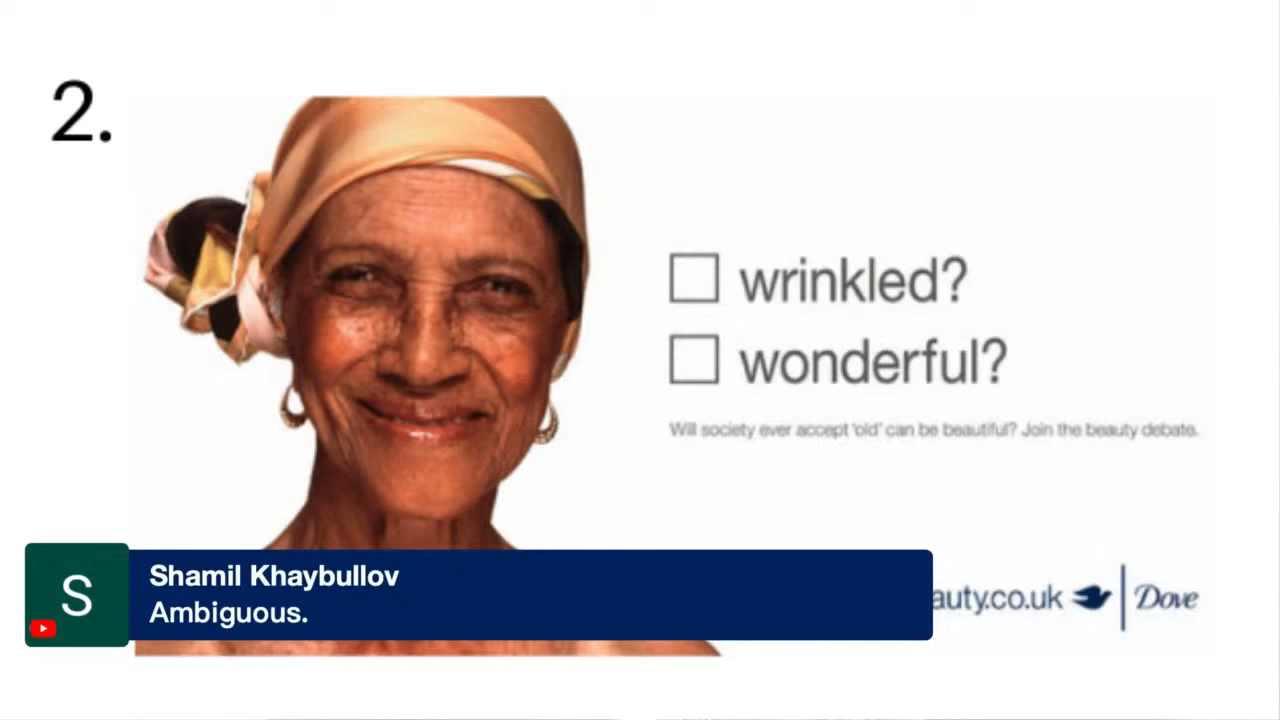 2.
wrinkled?
wonderful?
Will society ever accept 'old' can be beautiful? Join the beauty debate.
S
Shamil Khaybullov
Ambiguous.
auty.co.uk
Dove